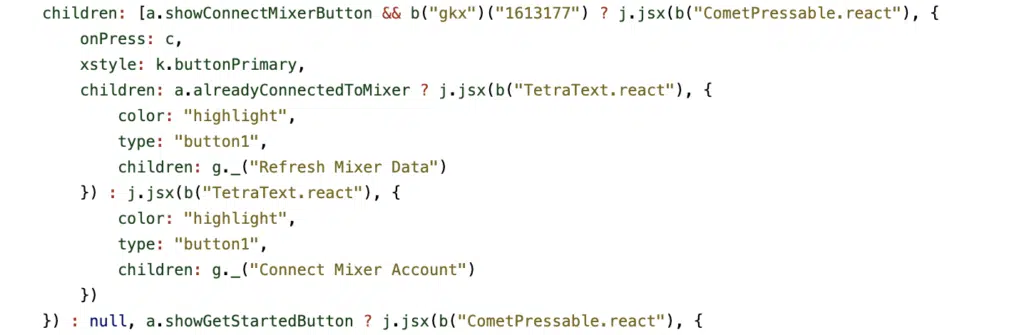 children: [a.showConnectMixerButton && b("gkx")("1613177") ? j.jsx(b("CometPressable.react"), {
    onPress: c,
    xstyle: k.buttonPrimary,
    children: a.alreadyConnectedToMixer ? j.jsx(b("TetraText.react"), {
        color: "highlight",
        type: "button1",
        children: g._("Refresh Mixer Data")
    }) : j.jsx(b("TetraText.react"), {
        color: "highlight",
        type: "button1",
        children: g._("Connect Mixer Account")
    })
}) : null, a.showGetStartedButton ? j.jsx(b("CometPressable.react"), {